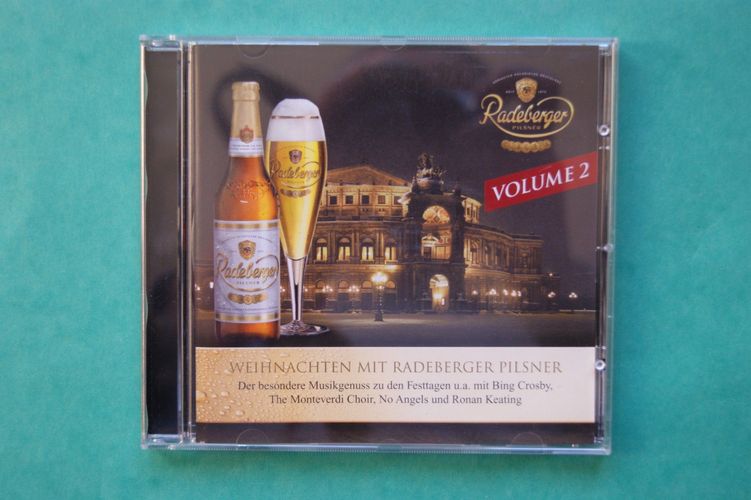 Radeberger
PILSNER
VOLUME 2
Radeberger
Radeberger
PILSNER
WEIHNACHTEN MIT RADEBERGER PILSNER
Der besondere Musikgenuss zu den Festtagen u.a. mit Bing Crosby,
The Monteverdi Choir, No Angels und Ronan Keating